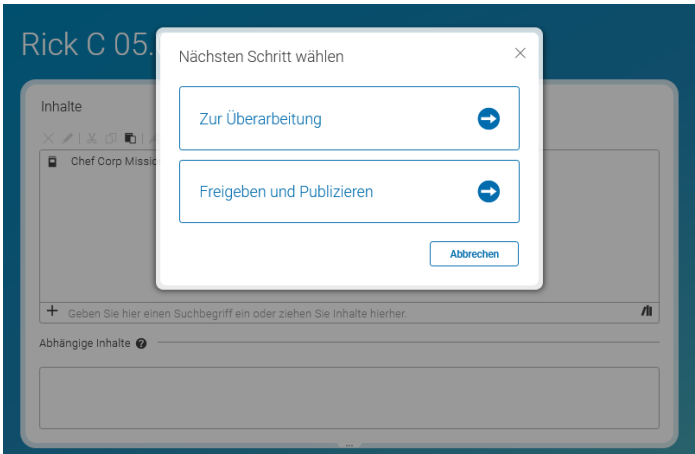 Rick C 05.
Nächsten Schritt wählen
Inhalte
Zur Überarbeitung
Chef Corp Missio
Freigeben und Publizieren
Abbrechen
Geben Sie hier einen Suchbegriff ein oder ziehen Sie Inhalte hierher.
Abhängige Inhalte ?
...